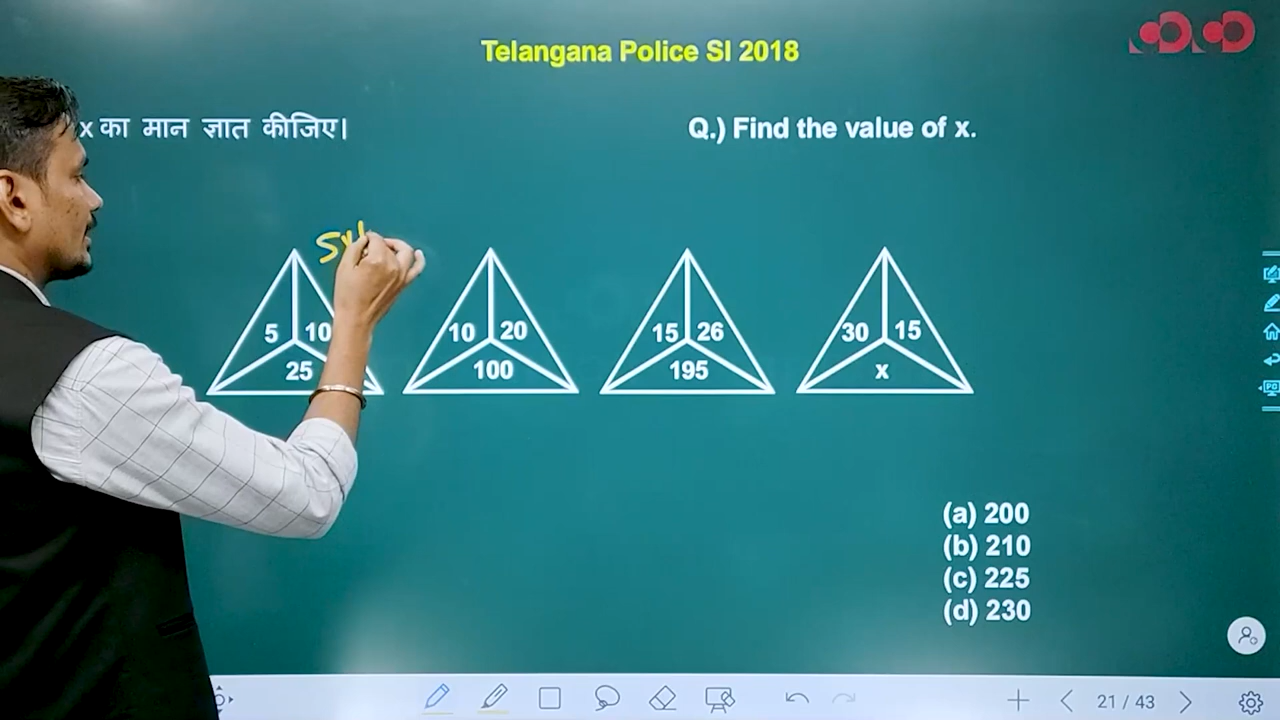 Telangana Police SI 2018
x का मान ज्ञात कीजिए।
Q.) Find the value of x.
5 10
25
10 20
100
15 26
195
30 15
x
(a) 200
(b) 210
(c) 225
(d) 230
21 / 43